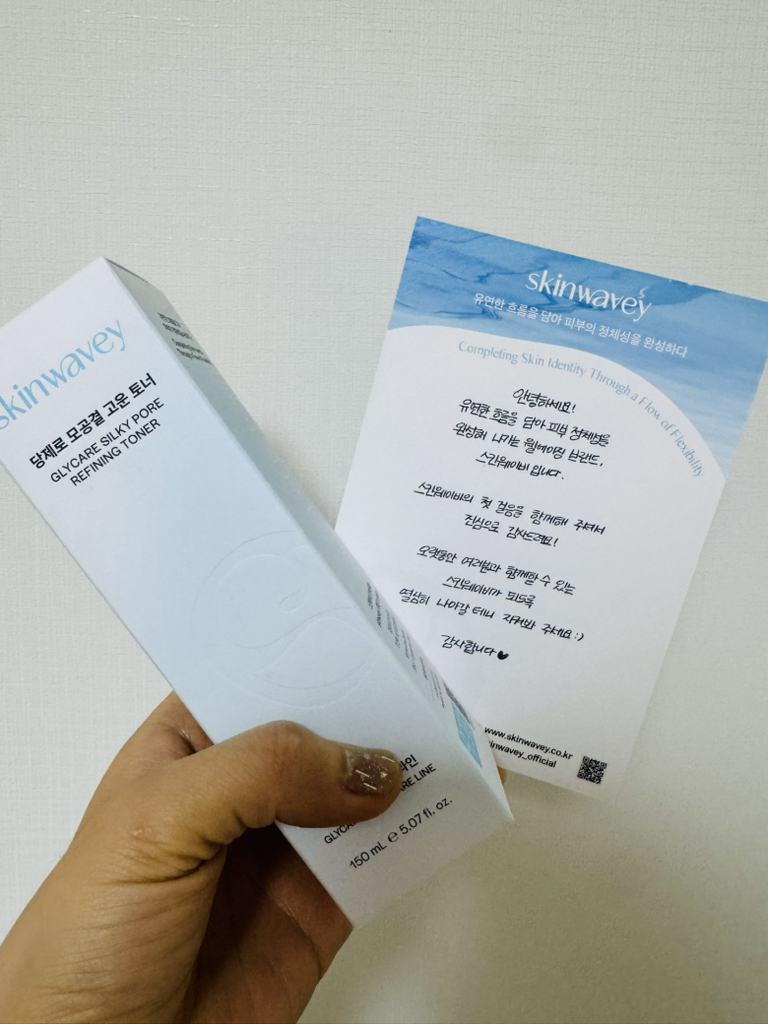 skinwavey
당제로 모공결 고운 토너
GLYCARE SILKY PORE
REFINING TONER
라인
LINE
150 mL ℮ 5.07 fl. oz.
skinwavey
유연한 흐름을 담아 피부의 정체성을 완성하다
Completing Skin Identity Through a Flow of Flexibility
안녕하세요!
유연한 흐름을 담아 피부 정체성을
완성해 나가는 웰에이징 브랜드,
스킨웨이비 입니다.
스킨웨이비의 첫 걸음을 함께해 주셔서
진심으로 감사드려요!
오랫동안 여러분과 함께할 수 있는
스킨웨이비가 되도록
열심히 나아갈 테니 지켜봐 주세요 :)
감사합니다 ♥
www.skinwavey.co.kr
inwavey_official